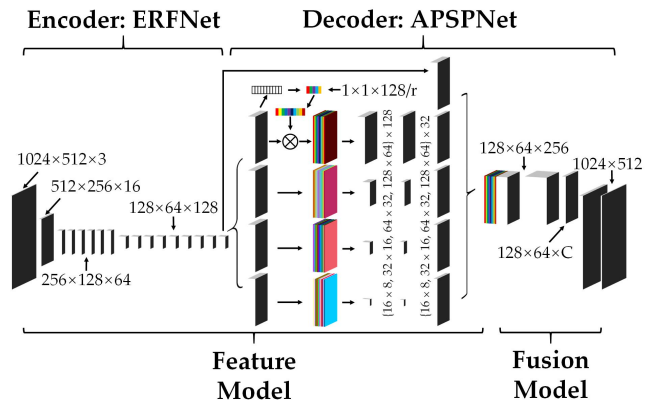 Encoder: ERFNet
Decoder: APSPNet
1×1×128/r
1024×512×3
512×256×16
128×64×128
256×128×64
[16 × 8, 32 × 16, 64 × 32, 128 × 64] × 128
[16 × 8, 32 × 16, 64 × 32, 128 × 64] × 32
128×64×256
1024×512
128×64×C
Feature
Model
Fusion
Model